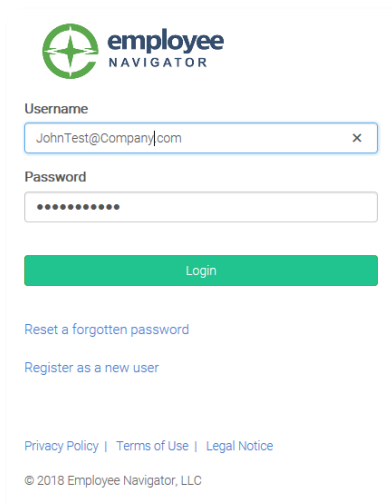 employee
NAVIGATOR
Username
JohnTest@Company.com
Password
Login
Reset a forgotten password
Register as a new user
Privacy Policy | Terms of Use | Legal Notice
© 2018 Employee Navigator, LLC